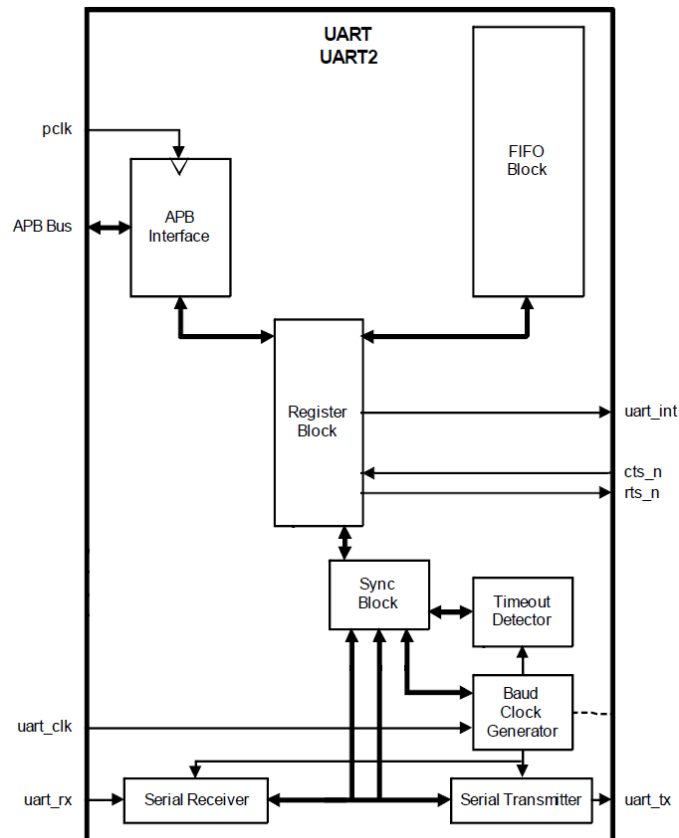 UART
UART2
pclk
FIFO
Block
APB Bus
APB
Interface
Register
Block
uart_int
cts_n
rts_n
Sync
Block
Timeout
Detector
Baud
Clock
Generator
uart_clk
uart_rx
Serial Receiver
Serial Transmitter
uart_tx